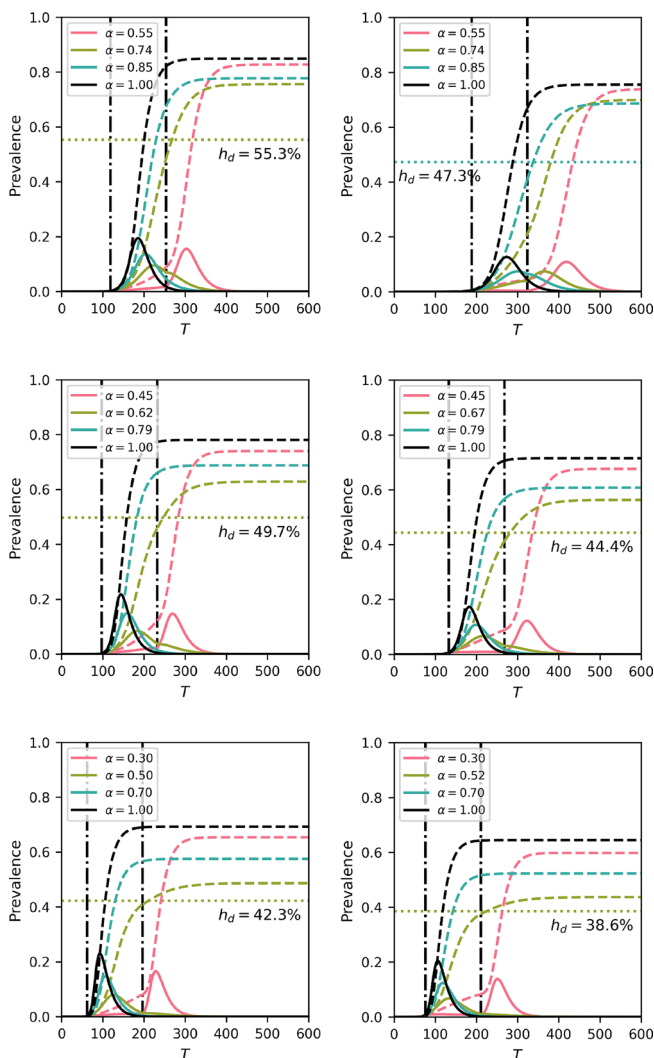 1.0
0.8
0.6
0.4
0.2
0.0
Prevalence
α = 0.55
α = 0.74
α = 0.85
α = 1.00
h_d = 55.3%
0 100 200 300 400 500 600
T
1.0
0.8
0.6
0.4
0.2
0.0
Prevalence
α = 0.55
α = 0.74
α = 0.85
α = 1.00
h_d = 47.3%
0 100 200 300 400 500 600
T
1.0
0.8
0.6
0.4
0.2
0.0
Prevalence
α = 0.45
α = 0.62
α = 0.79
α = 1.00
h_d = 49.7%
0 100 200 300 400 500 600
T
1.0
0.8
0.6
0.4
0.2
0.0
Prevalence
α = 0.45
α = 0.67
α = 0.79
α = 1.00
h_d = 44.4%
0 100 200 300 400 500 600
T
1.0
0.8
0.6
0.4
0.2
0.0
Prevalence
α = 0.30
α = 0.50
α = 0.70
α = 1.00
h_d = 42.3%
0 100 200 300 400 500 600
T
1.0
0.8
0.6
0.4
0.2
0.0
Prevalence
α = 0.30
α = 0.52
α = 0.70
α = 1.00
h_d = 38.6%
0 100 200 300 400 500 600
T